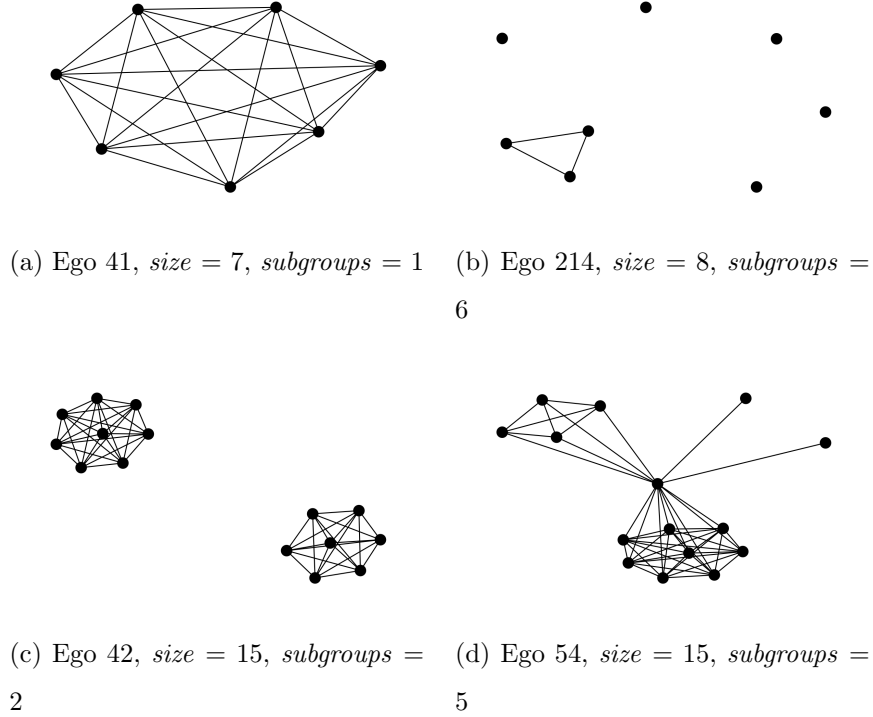 (a) Ego 41, size = 7, subgroups = 1
(b) Ego 214, size = 8, subgroups =
6
(c) Ego 42, size = 15, subgroups =
2
(d) Ego 54, size = 15, subgroups =
5